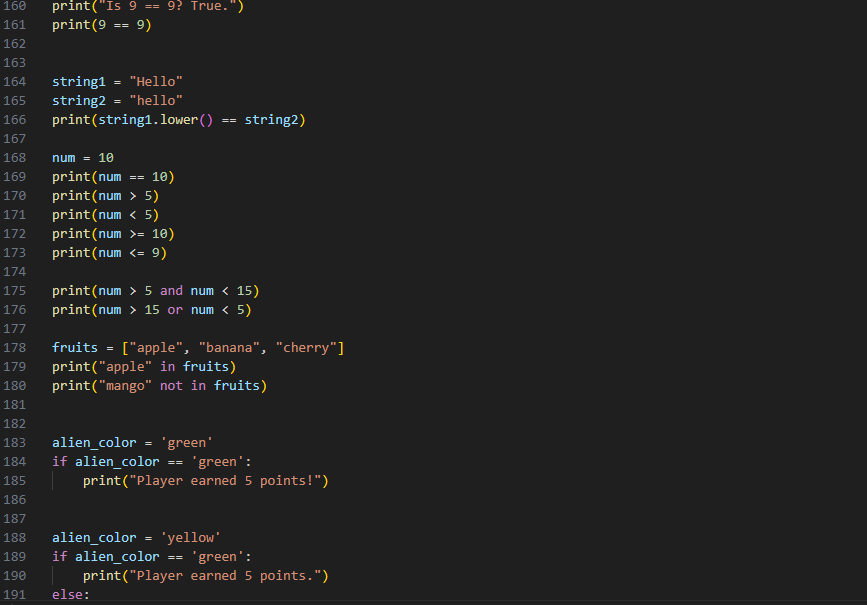 160 print("Is 9 == 9? True.")
161 print(9 == 9)
162
163
164 string1 = "Hello"
165 string2 = "hello"
166 print(string1.lower() == string2)
167
168 num = 10
169 print(num == 10)
170 print(num > 5)
171 print(num < 5)
172 print(num >= 10)
173 print(num <= 9)
174
175 print(num > 5 and num < 15)
176 print(num > 15 or num < 5)
177
178 fruits = ["apple", "banana", "cherry"]
179 print("apple" in fruits)
180 print("mango" not in fruits)
181
182
183 alien_color = 'green'
184 if alien_color == 'green':
185     print("Player earned 5 points!")
186
187
188 alien_color = 'yellow'
189 if alien_color == 'green':
190     print("Player earned 5 points.")
191 else: